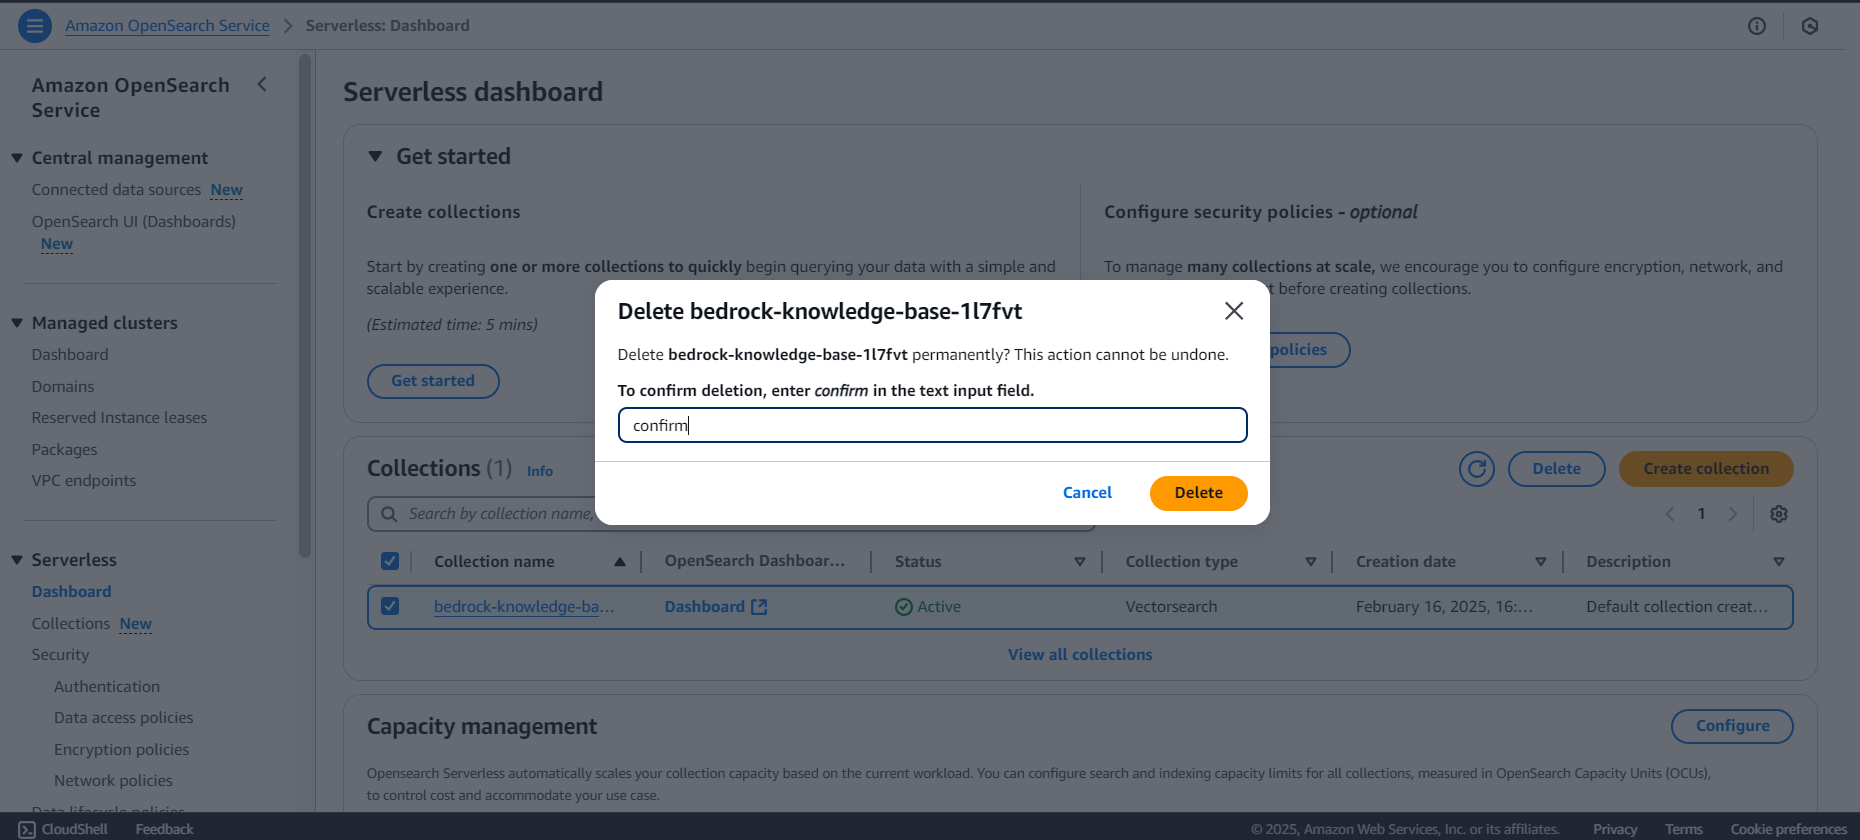 Amazon OpenSearch Service > Serverless: Dashboard
Amazon OpenSearch
Service
Central management
Connected data sources New
OpenSearch UI (Dashboards)
New
Managed clusters
Dashboard
Domains
Reserved Instance leases
Packages
VPC endpoints
Serverless
Dashboard
Collections New
Security
Authentication
Data access policies
Encryption policies
Network policies
Data lifecycle policies
Serverless dashboard
Get started
Create collections
Start by creating one or more collections to quickly begin querying your data with a simple and
scalable experience.
(Estimated time: 5 mins)
Get started
Configure security policies - optional
To manage many collections at scale, we encourage you to configure encryption, network, and
t before creating collections.
policies
Delete bedrock-knowledge-base-1l7fvt
Delete bedrock-knowledge-base-1l7fvt permanently? This action cannot be undone.
To confirm deletion, enter confirm in the text input field.
confirm
Cancel Delete
Collections (1) Info
Delete Create collection
Search by collection name,
1
Collection name OpenSearch Dashboar... Status Collection type Creation date Description
bedrock-knowledge-ba... Dashboard Active Vectorsearch February 16, 2025, 16:... Default collection creat...
View all collections
Capacity management
Configure
Opensearch Serverless automatically scales your collection capacity based on the current workload. You can configure search and indexing capacity limits for all collections, measured in OpenSearch Capacity Units (OCUs),
to control cost and accommodate your use case.
CloudShell Feedback © 2025, Amazon Web Services, Inc. or its affiliates. Privacy Terms Cookie preferences